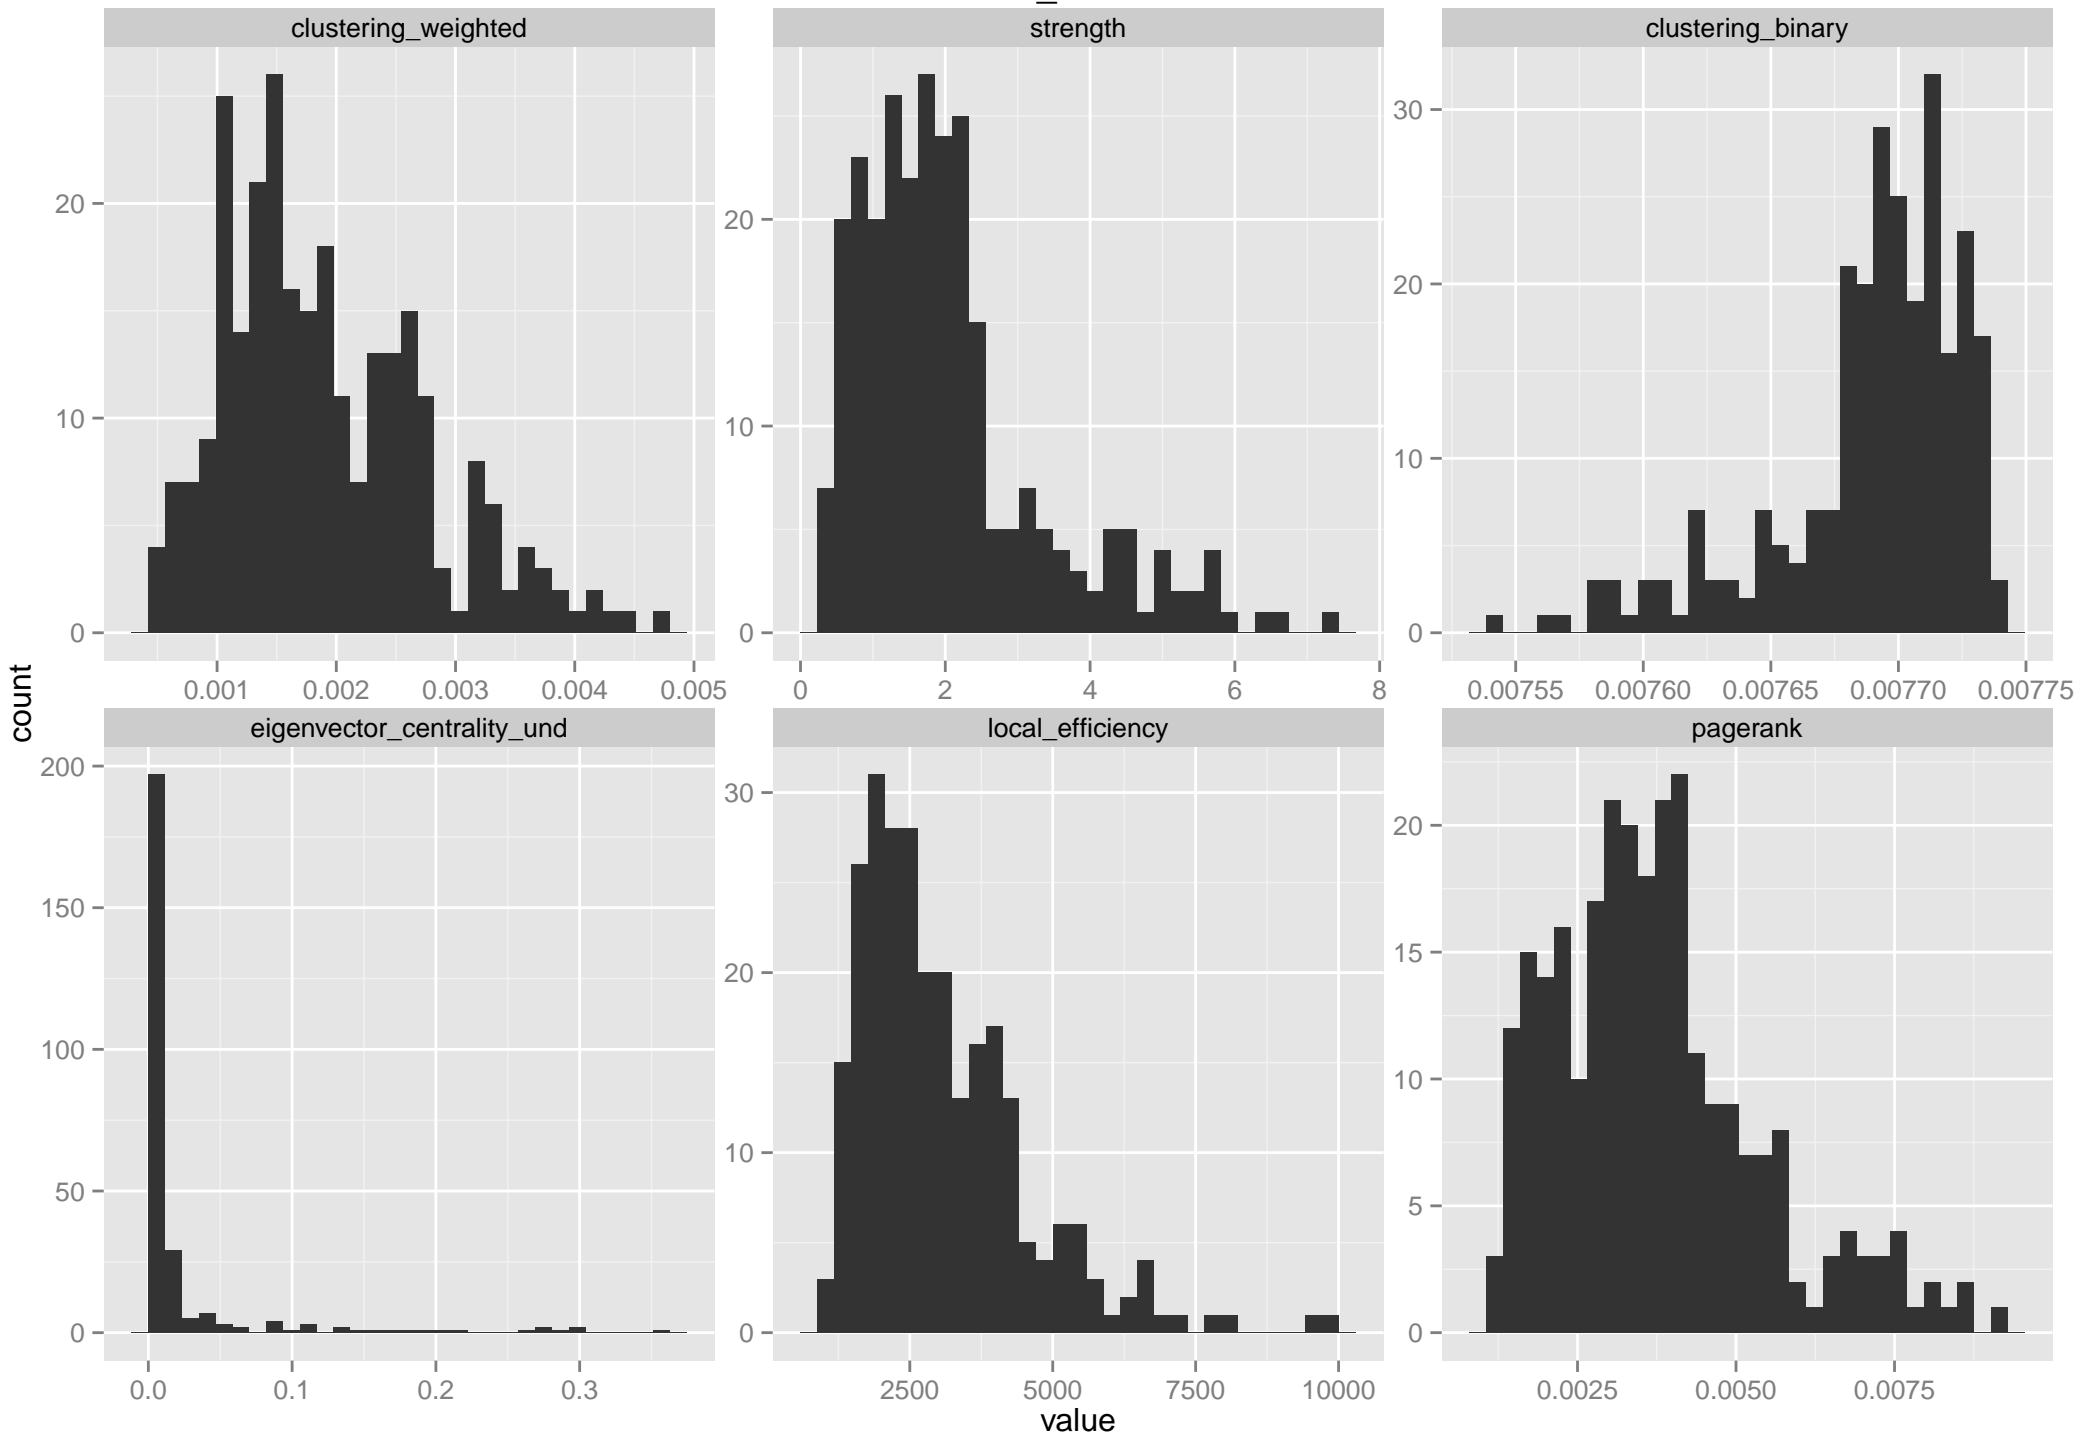 _
clustering_weighted
strength
clustering_binary
20
10
0
20
10
0
30
20
10
0
0.001 0.002 0.003 0.004 0.005
0 2 4 6 8
0.00755 0.00760 0.00765 0.00770 0.00775
count
eigenvector_centrality_und
local_efficiency
pagerank
200
150
100
50
0
30
20
10
0
20
15
10
5
0
0.0 0.1 0.2 0.3
2500 5000 7500 10000
0.0025 0.0050 0.0075
value